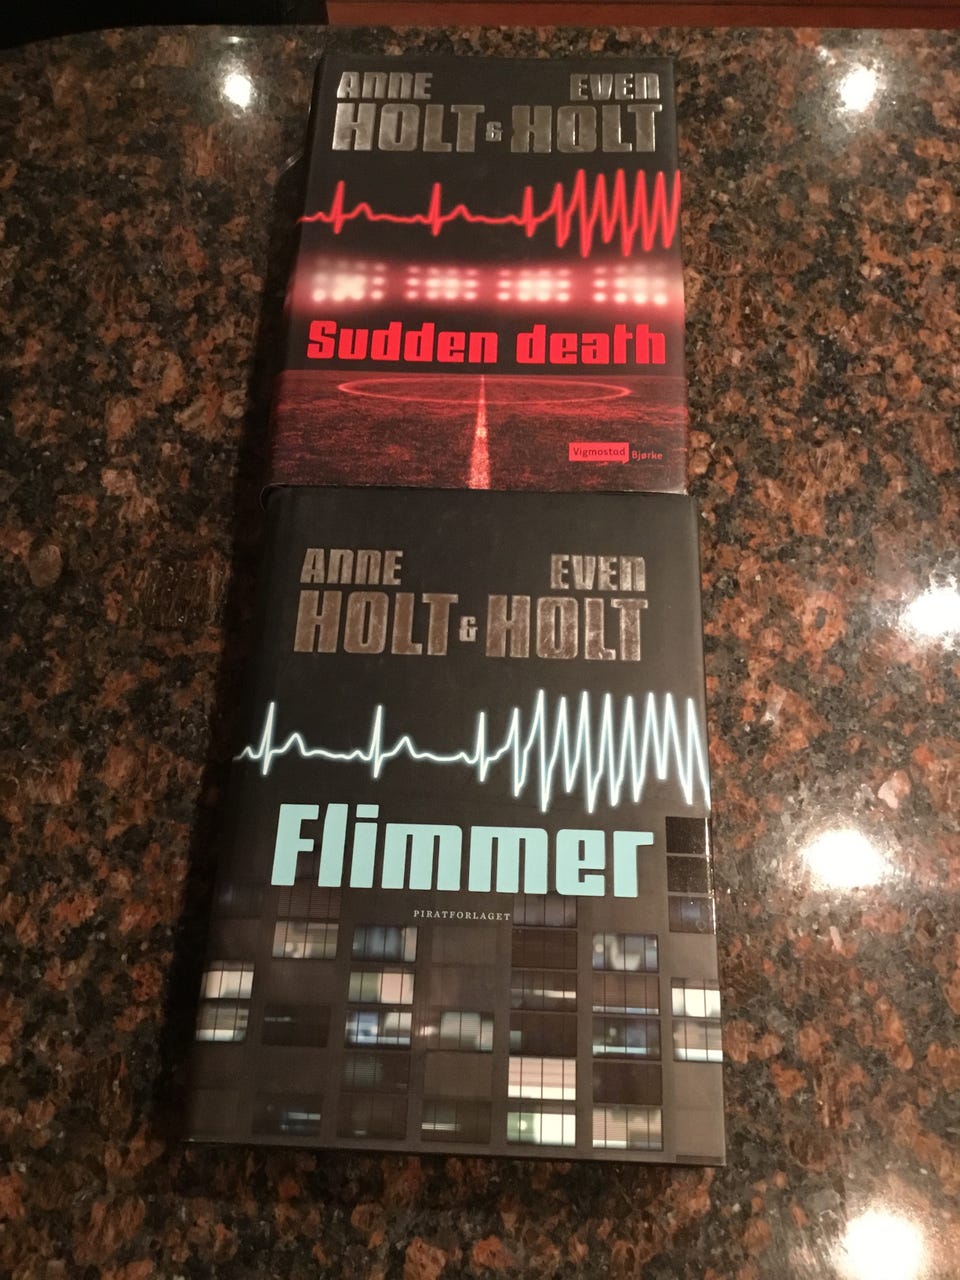 ANNE EVEN
HOLT & HOLT
Sudden death
Vigmostad Bjørke
ANNE EVEN
HOLT & HOLT
Flimmer
PIRATFORLAGET